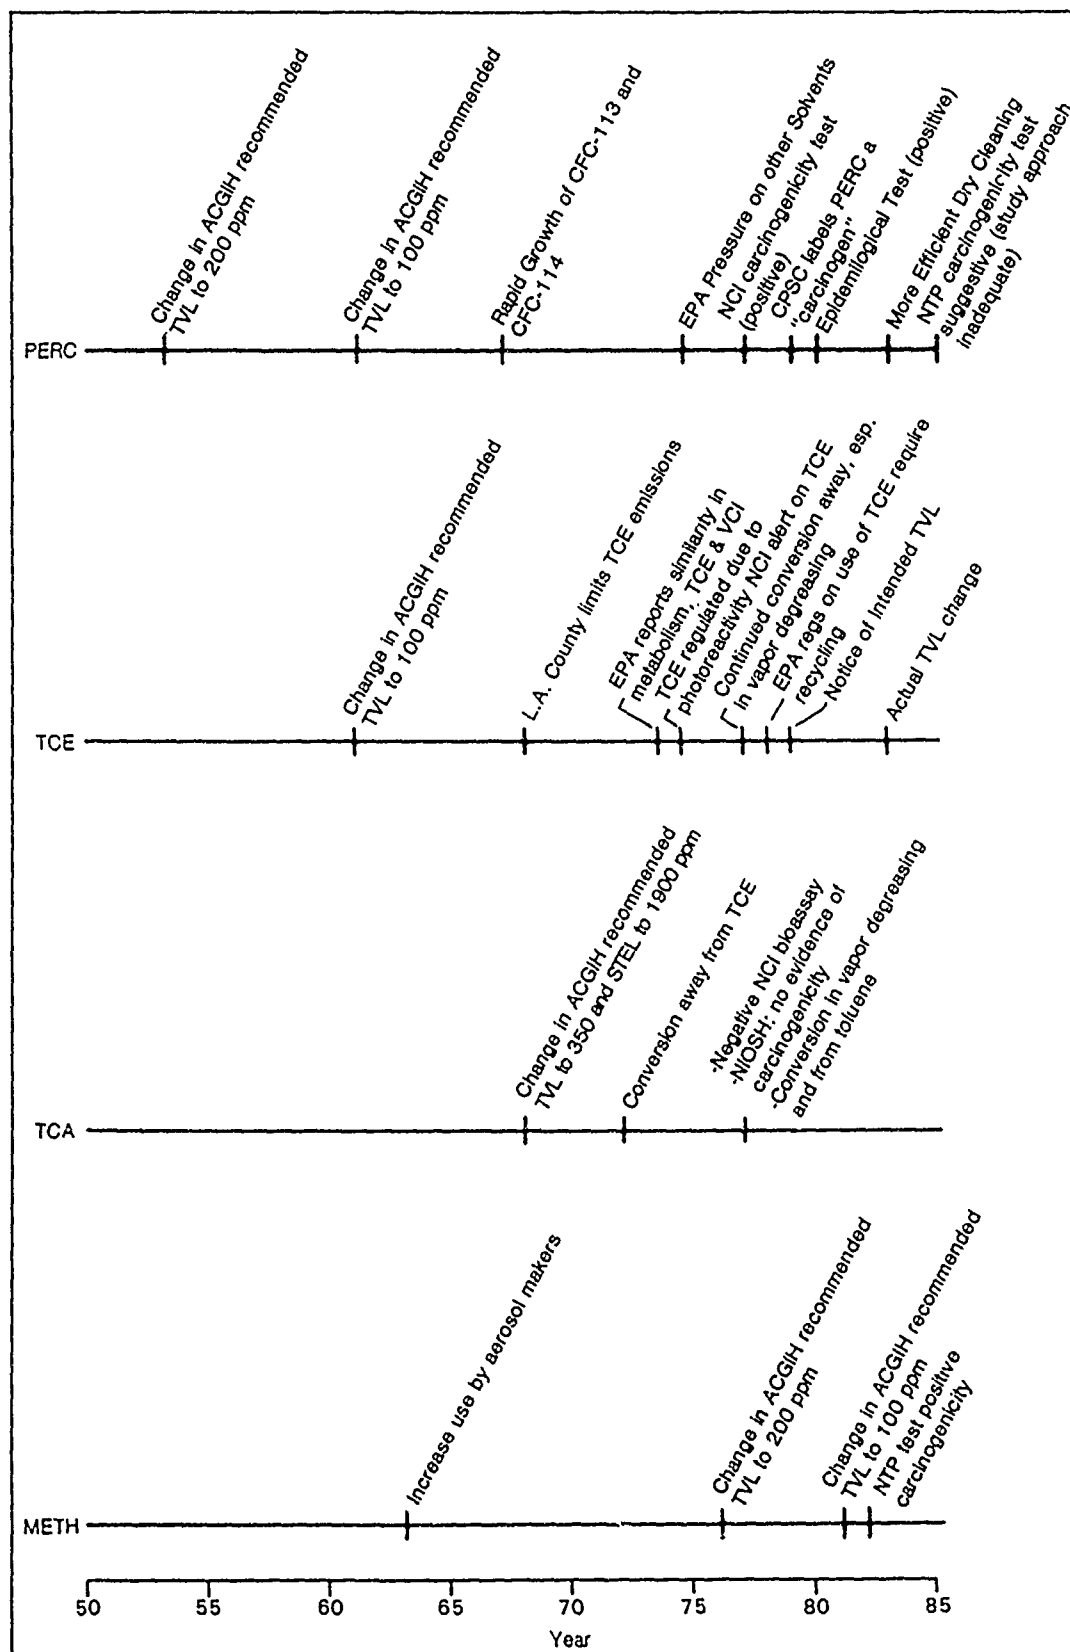 Change in ACGIH recommended
TVL to 200 ppm
Change in ACGIH recommended
TVL to 100 ppm
Rapid Growth of CFC-113 and
CFC-114
EPA Pressure on other Solvents
NCI carcinogenicity test
(positive)
CPSC labels PERC a
"carcinogen"
Epidemilogical Test (positive)
More Efficient Dry Cleaning
NTP carcinogenicity test
suggestive (study approach
inadequate)
PERC
Change in ACGIH recommended
TVL to 100 ppm
L.A. County limits TCE emissions
EPA reports similarity in
metabolism, TCE & VCI
TCE regulated due to
photoreactivity NCI alert on TCE
Continued conversion away, esp.
In vapor degreasing
EPA regs on use of TCE require
recycling
Notice of Intended TVL
Actual TVL change
TCE
Change in ACGIH recommended
TVL to 350 and STEL to 1900 ppm
Conversion away from TCE
-Negative NCI bioassay
-NIOSH: no evidence of
carcinogenicity
-Conversion in vapor degreasing
and from toluene
TCA
Increase use by aerosol makers
Change in ACGIH recommended
TVL to 200 ppm
Change in ACGIH recommended
TVL to 100 ppm
NTP test positive
carcinogenicity
METH
50 55 60 65 70 75 80 85
Year